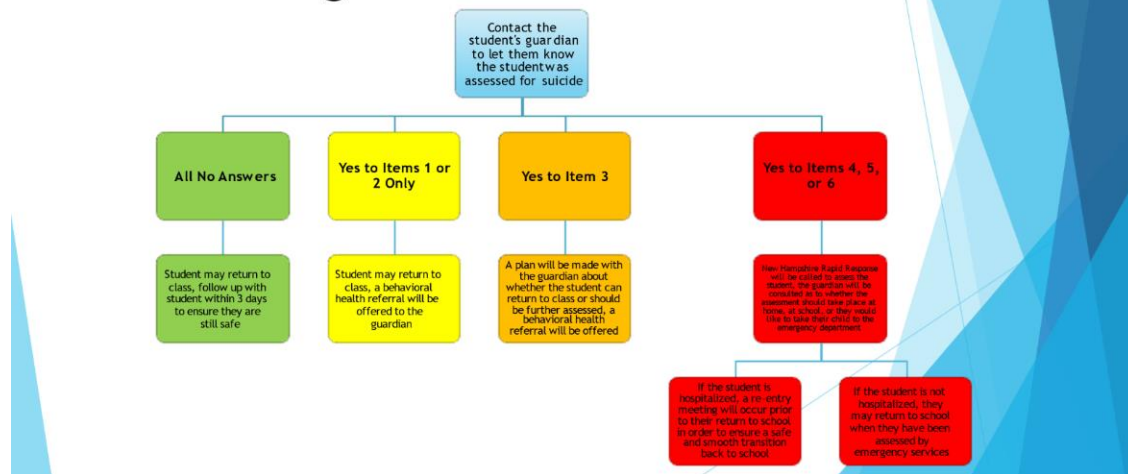 Contact the
student's guardian
to let them know
the student was
assessed for suicide
All No Answers
Yes to Items 1 or
2 Only
Yes to Item 3
Yes to Items 4, 5,
or 6
Student may return to
class, follow up with
student within 3 days
to ensure they are
still safe
Student may return to
class, a behavioral
health referral will be
offered to the
guardian
A plan will be made with
the guardian about
whether the student can
return to class or should
be further assessed, a
behavioral health
referral will be offered
New Hampshire Rapid Response
will be called to assess the
student, the guardian will be
consulted as to whether the
assessment should take place at
home, at school, or they would
like to take their child to the
emergency department
If the student is
hospitalized, a re-entry
meeting will occur prior
to their return to school
in order to ensure a safe
and smooth transition
back to school
If the student is not
hospitalized, they
may return to school
when they have been
assessed by
emergency services